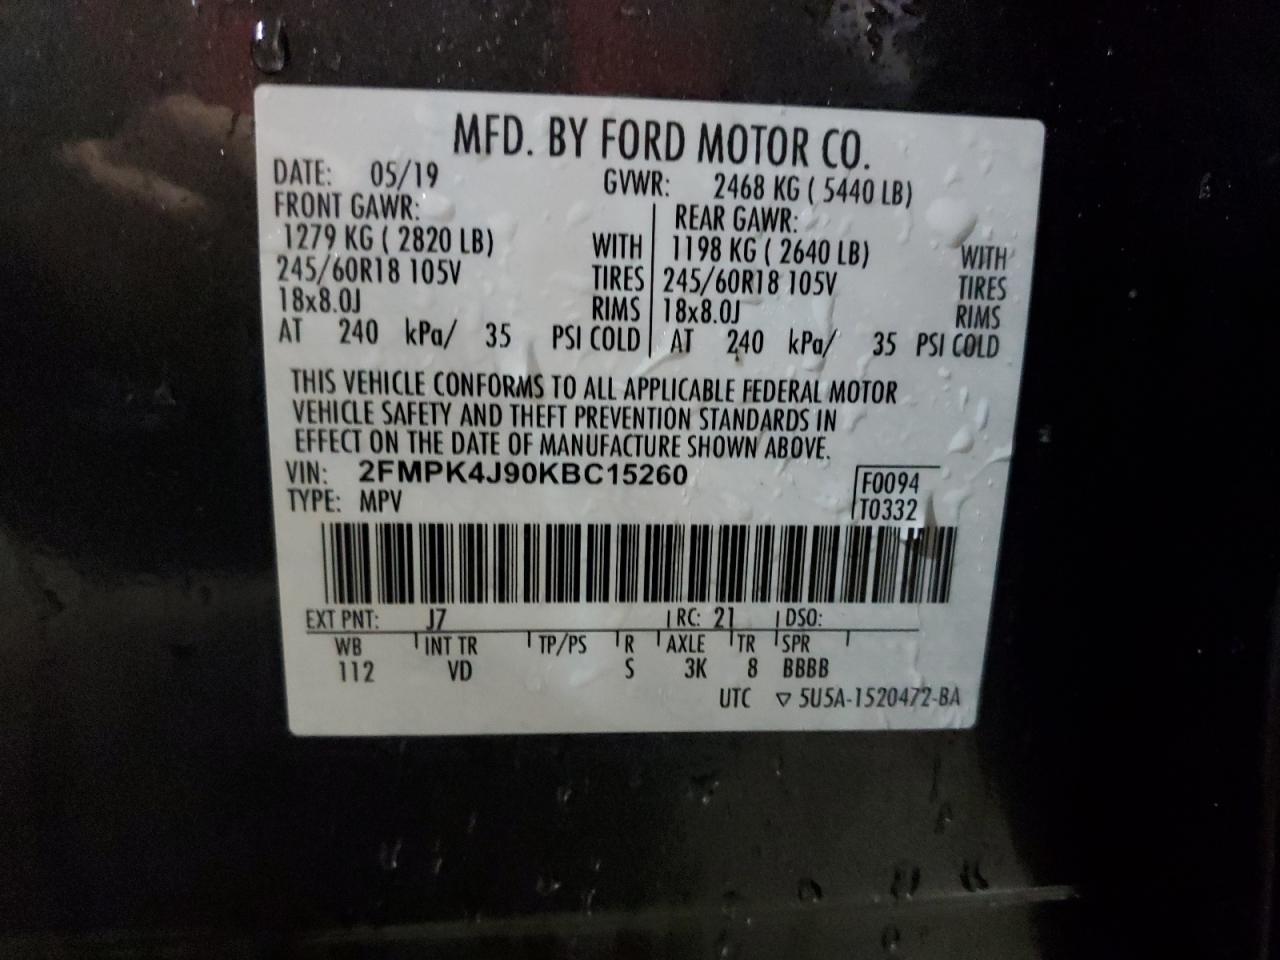 MFD. BY FORD MOTOR CO.
DATE: 05/19 GVWR: 2468 KG ( 5440 LB)
FRONT GAWR: REAR GAWR:
1279 KG ( 2820 LB) WITH 1198 KG ( 2640 LB) WITH
245/60R18 105V TIRES 245/60R18 105V TIRES
18x8.0J RIMS 18x8.0J RIMS
AT 240 kPa/ 35 PSI COLD AT 240 kPa/ 35 PSI COLD
THIS VEHICLE CONFORMS TO ALL APPLICABLE FEDERAL MOTOR
VEHICLE SAFETY AND THEFT PREVENTION STANDARDS IN
EFFECT ON THE DATE OF MANUFACTURE SHOWN ABOVE.
VIN: 2FMPK4J90KBC15260 F0094
TYPE: MPV T0332
EXT PNT: J7 RC: 21 DSO:
WB INT TR TP/PS R AXLE TR SPR
112 VD S 3K 8 BBBB
UTC ▽ 5U5A-1520472-BA